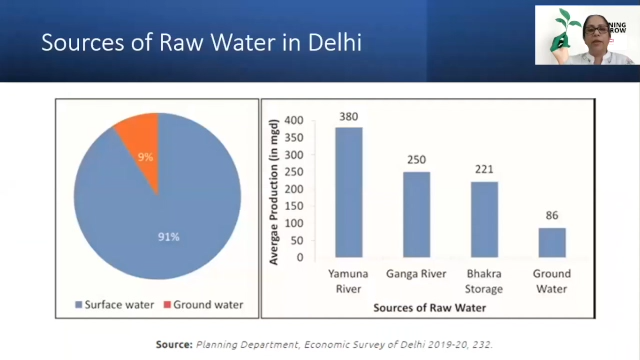 Sources of Raw Water in Delhi
NING
ROW
9%
91%
Surface water
Ground water
Avergae Production (in mgd)
400
350
300
250
200
150
100
50
0
380
250
221
86
Yamuna River
Ganga River
Bhakra Storage
Ground Water
Sources of Raw Water
Source: Planning Department, Economic Survey of Delhi 2019-20, 232.